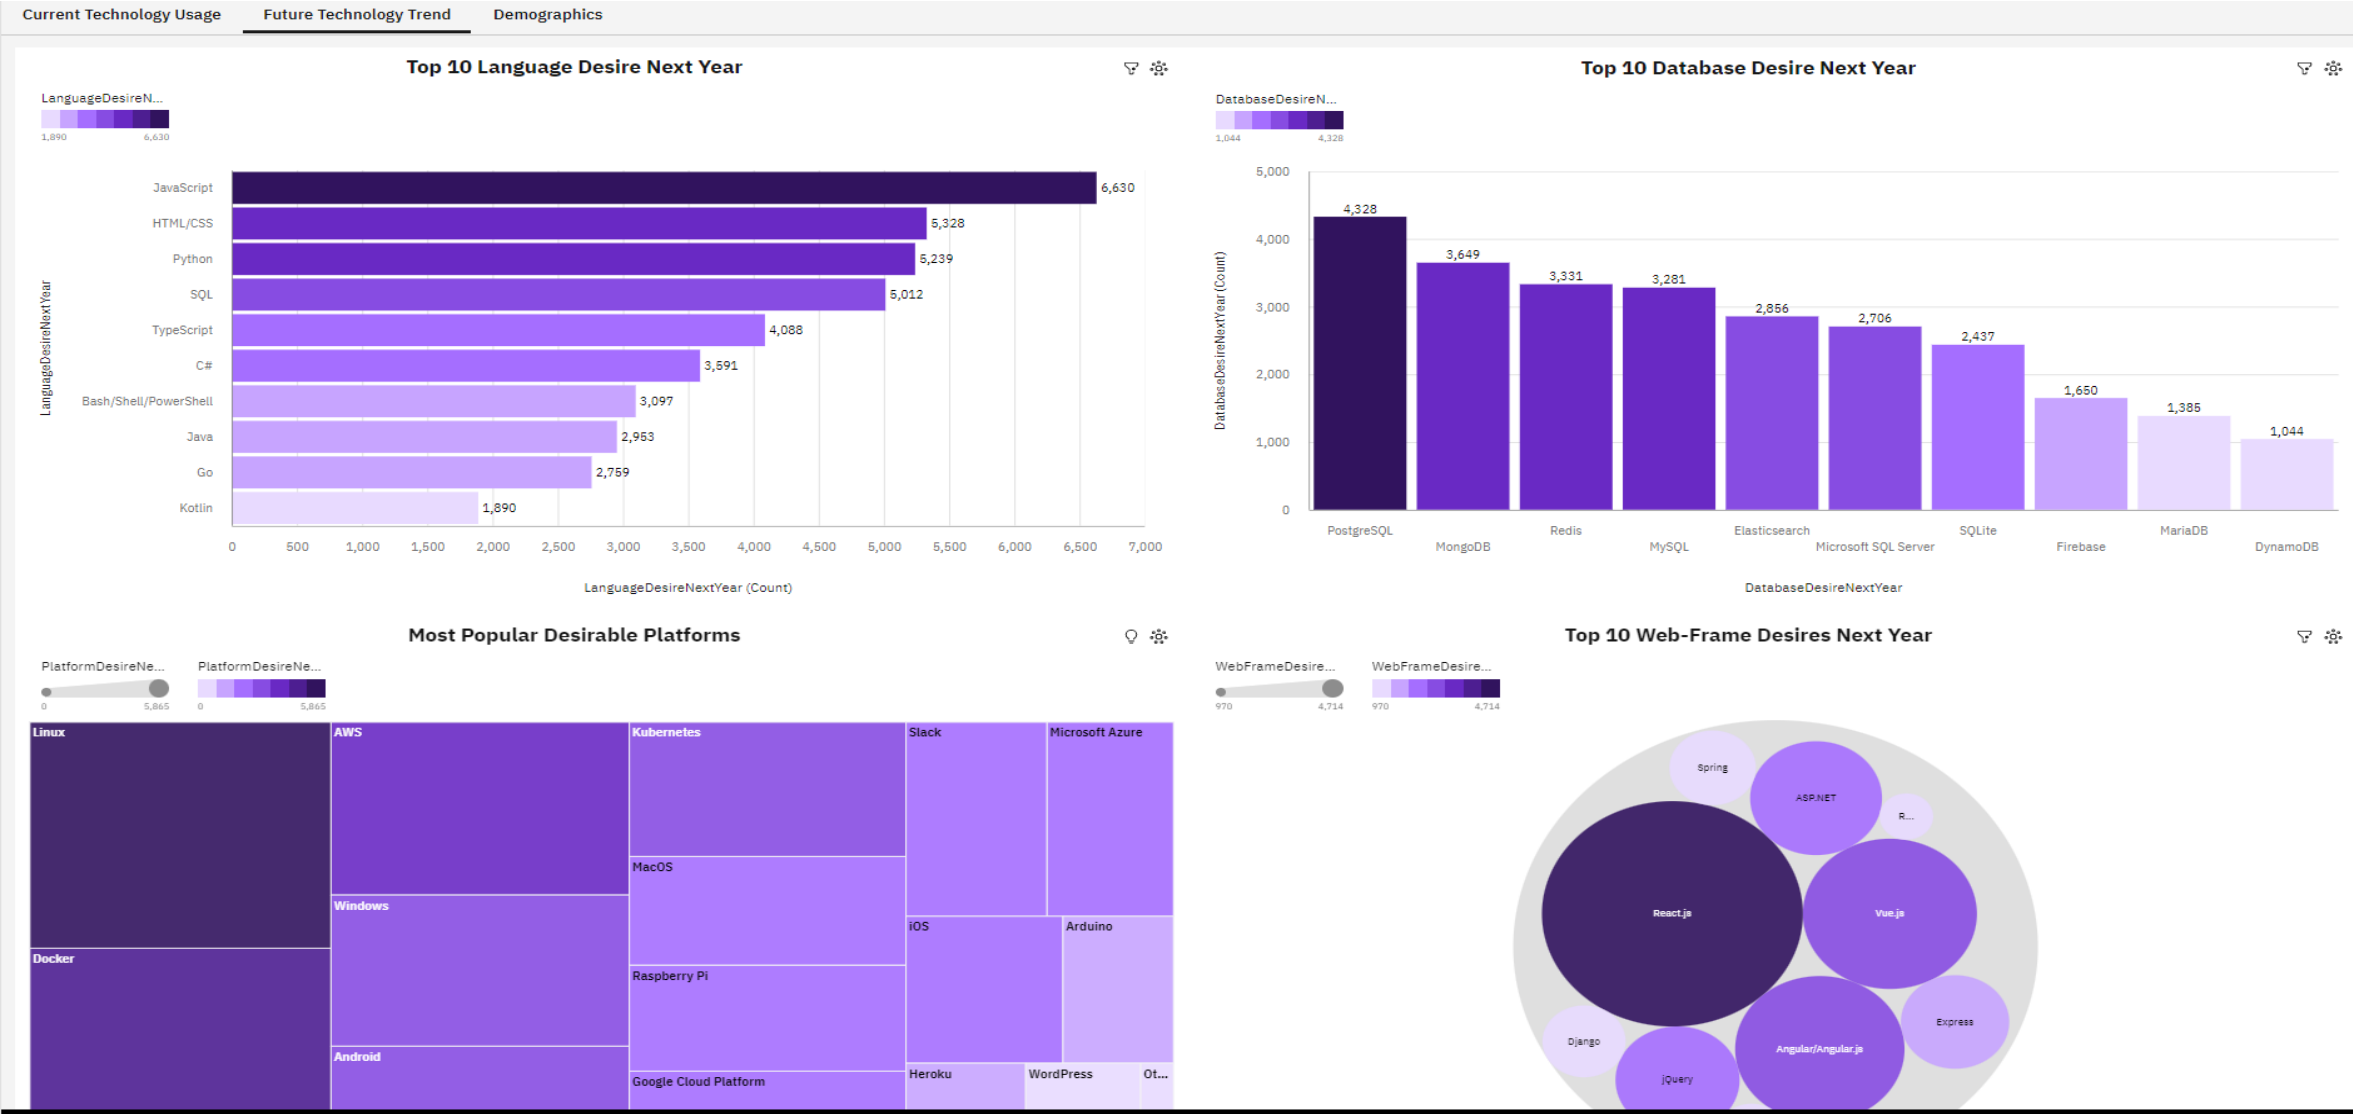 Current Technology Usage
Future Technology Trend
Demographics
Top 10 Language Desire Next Year
LanguageDesireN...
1,890 6,630
LanguageDesireNextYear
JavaScript 6,630
HTML/CSS 5,328
Python 5,239
SQL 5,012
TypeScript 4,088
C# 3,591
Bash/Shell/PowerShell 3,097
Java 2,953
Go 2,759
Kotlin 1,890
0 500 1,000 1,500 2,000 2,500 3,000 3,500 4,000 4,500 5,000 5,500 6,000 6,500 7,000
LanguageDesireNextYear (Count)
Top 10 Database Desire Next Year
DatabaseDesireN...
1,044 4,328
DatabaseDesireNextYear (Count)
5,000
4,000
3,000
2,000
1,000
0
4,328
3,649
3,331
3,281
2,856
2,706
2,437
1,650
1,385
1,044
PostgreSQL
MongoDB
Redis
MySQL
Elasticsearch
Microsoft SQL Server
SQLite
Firebase
MariaDB
DynamoDB
DatabaseDesireNextYear
Most Popular Desirable Platforms
PlatformDesireNe...
0 5,865
PlatformDesireNe...
0 5,865
Linux
Docker
AWS
Windows
Android
Kubernetes
MacOS
Raspberry Pi
Google Cloud Platform
Slack
Microsoft Azure
iOS
Arduino
Heroku
WordPress
Ot...
Top 10 Web-Frame Desires Next Year
WebFrameDesire...
970 4,714
WebFrameDesire...
970 4,714
Spring
ASP.NET
R...
React.js
Vue.js
Express
Django
Angular/Angular.js
jQuery